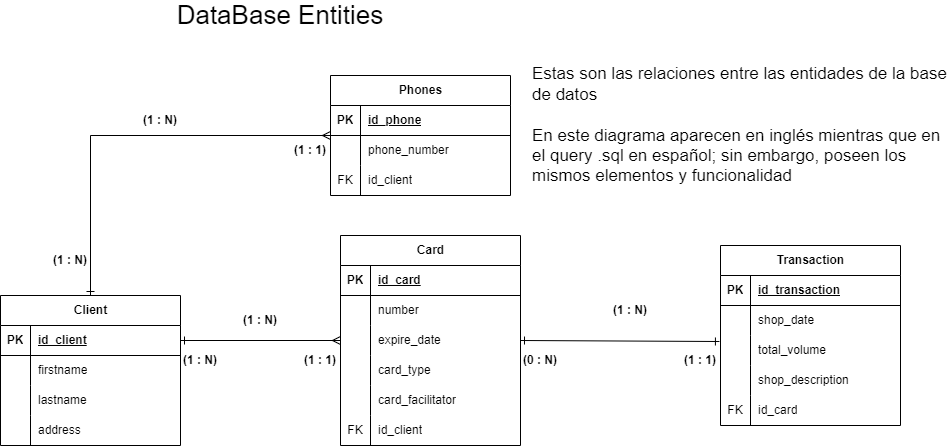 DataBase Entities
Estas son las relaciones entre las entidades de la base
de datos
En este diagrama aparecen en inglés mientras que en
el query .sql en español; sin embargo, poseen los
mismos elementos y funcionalidad
Phones
PK id_phone
phone_number
FK id_client
(1 : N)
(1 : 1)
(1 : N)
Client
PK id_client
firstname
lastname
address
(1 : N)
(1 : N)
(1 : 1)
Card
PK id_card
number
expire_date
card_type
card_facilitator
FK id_client
(1 : N)
(0 : N)
(1 : 1)
Transaction
PK id_transaction
shop_date
total_volume
shop_description
FK id_card